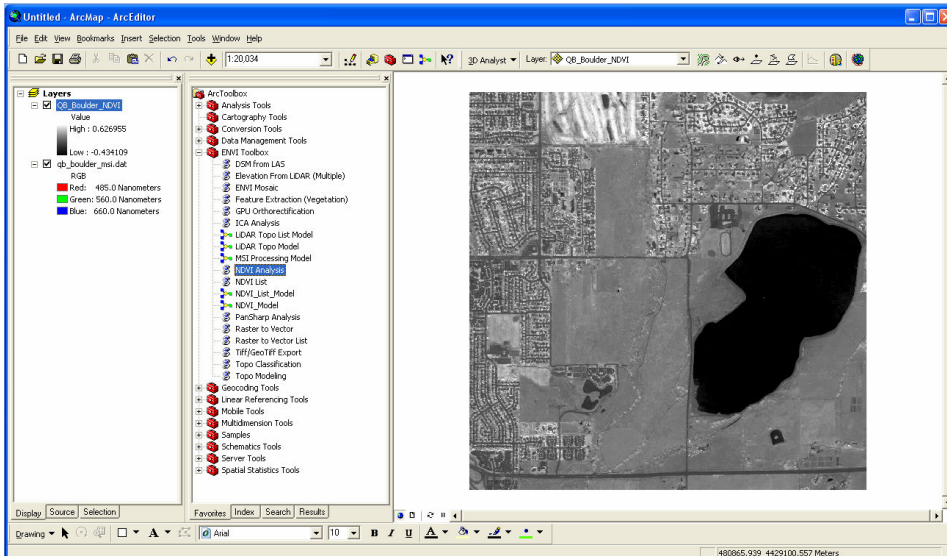 Untitled - ArcMap - ArcEditor
File Edit View Bookmarks Insert Selection Tools Window Help
1:20,034
3D Analyst
Layer:
QB_Boulder_NDVI
Layers
QB_Boulder_NDVI
Value
High : 0.626955
Low : -0.434109
qb_boulder_msi.dat
RGB
Red: 485.0 Nanometers
Green: 560.0 Nanometers
Blue: 660.0 Nanometers
Display Source Selection
ArcToolbox
Analysis Tools
Cartography Tools
Conversion Tools
Data Management Tools
ENVI Toolbox
DSM from LAS
Elevation From LiDAR (Multiple)
ENVI Mosaic
Feature Extraction (Vegetation)
GPU Orthorectification
ICA Analysis
LiDAR Topo List Model
LiDAR Topo Model
MSI Processing Model
NDVI Analysis
NDVI List
NDVI_List_Model
NDVI_Model
PanSharp Analysis
Raster to Vector
Raster to Vector List
Tiff/GeoTiff Export
Topo Classification
Topo Modeling
Geocoding Tools
Linear Referencing Tools
Mobile Tools
Multidimension Tools
Samples
Schematics Tools
Server Tools
Spatial Statistics Tools
Favorites Index Search Results
Drawing
A
Arial
10
B I U A
480865.939 4429100.557 Meters